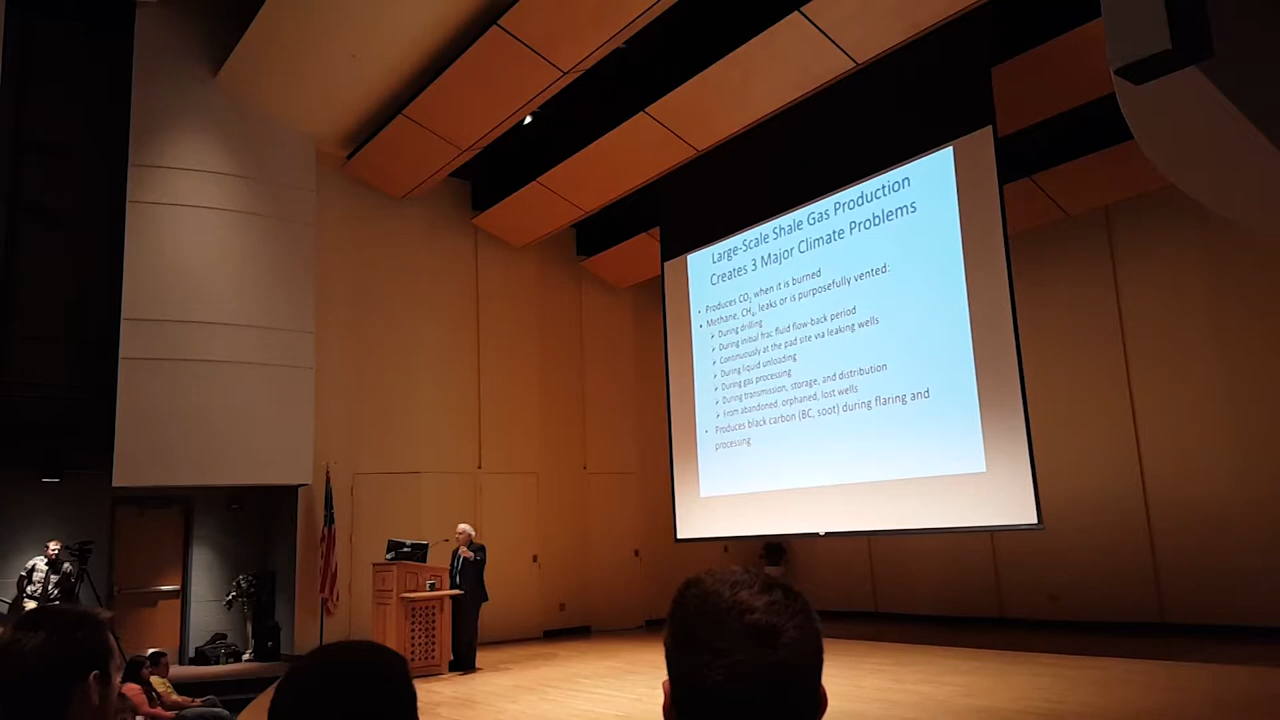 Large-Scale Shale Gas Production
Creates 3 Major Climate Problems
• Produces CO₂ when it is burned
• Methane, CH₄, leaks or is purposefully vented:
➢ During drilling
➢ During initial frac fluid flow-back period
➢ Continuously at the pad site via leaking wells
➢ During liquid unloading
➢ During gas processing
➢ During transmission, storage, and distribution
➢ From abandoned, orphaned, lost wells
• Produces black carbon (BC, soot) during flaring and
processing